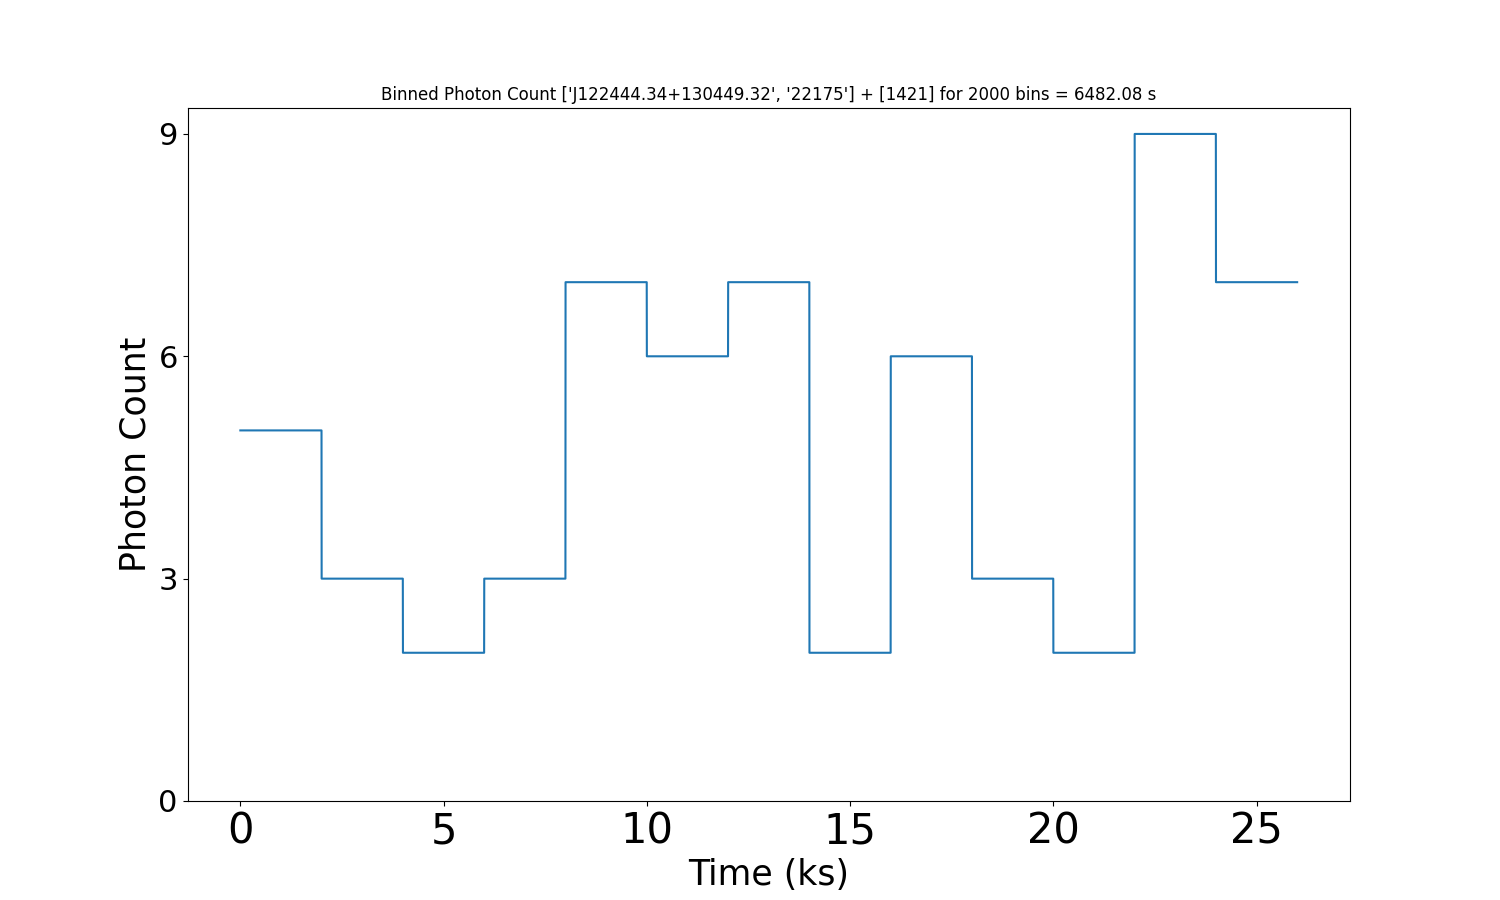 Binned Photon Count ['J122444.34+130449.32', '22175'] + [1421] for 2000 bins = 6482.08 s
9
6
3
0
Photon Count
0 5 10 15 20 25
Time (ks)